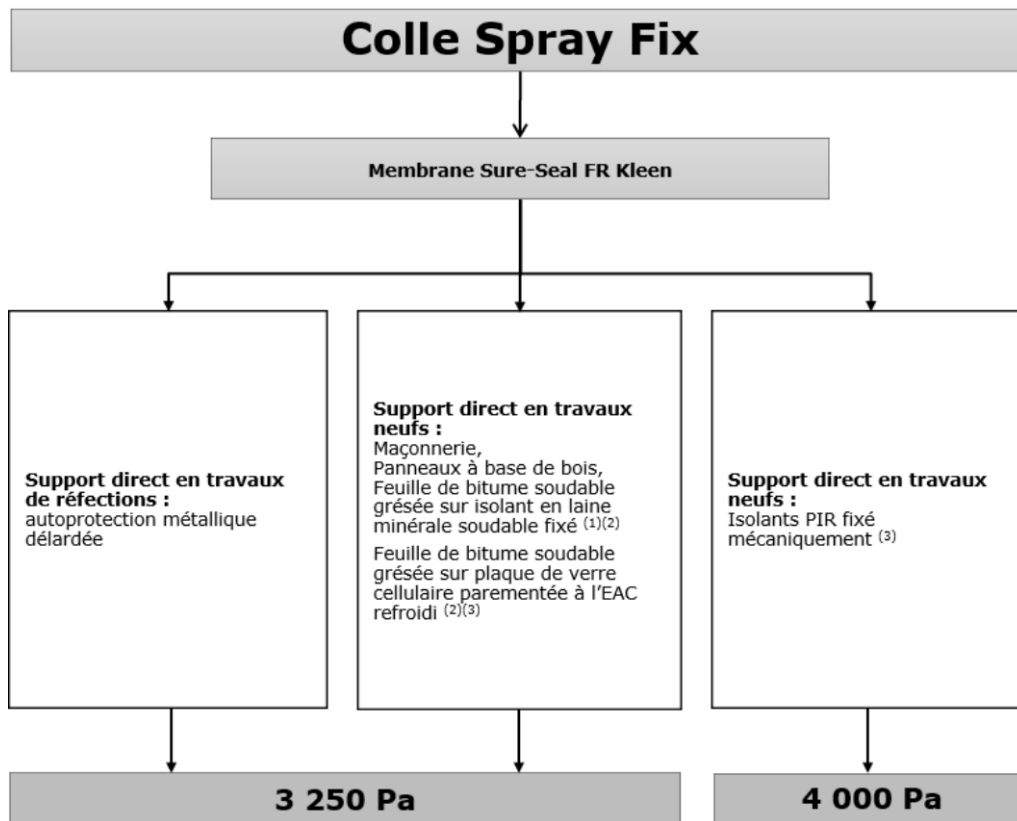 Colle Spray Fix
Membrane Sure-Seal FR Kleen
Support direct en travaux
de réfections :
autoprotection métallique
délardée
Support direct en travaux
neufs :
Maçonnerie,
Panneaux à base de bois,
Feuille de bitume soudable
grésée sur isolant en laine
minérale soudable fixé (1)(2)
Feuille de bitume soudable
grésée sur plaque de verre
cellulaire parementée à l’EAC
refroidi (2)(3)
Support direct en travaux
neufs :
Isolants PIR fixé
mécaniquement (3)
3 250 Pa
4 000 Pa